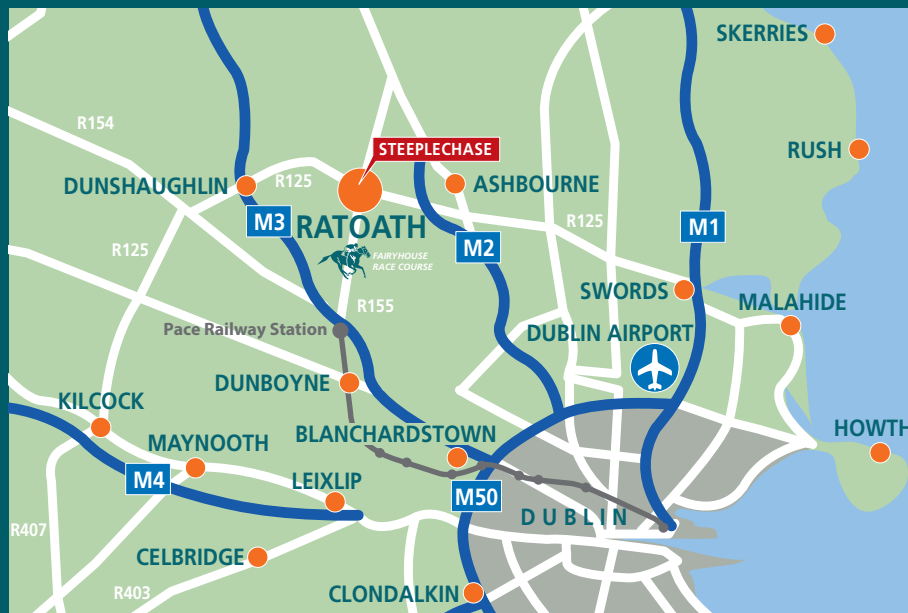 SKERRIES
R154
STEEPLECHASE
RUSH
DUNSHAUGHLIN
R125
ASHBOURNE
M3
RATOATH
M2
R125
M1
R125
FAIRYHOUSE
RACE COURSE
SWORDS
MALAHIDE
R155
Pace Railway Station
DUBLIN AIRPORT
DUNBOYNE
KILCOCK
BLANCHARDSTOWN
HOWTH
MAYNOOTH
M4
LEIXLIP
M50
DUBLIN
R407
CELBRIDGE
R403
CLONDALKIN